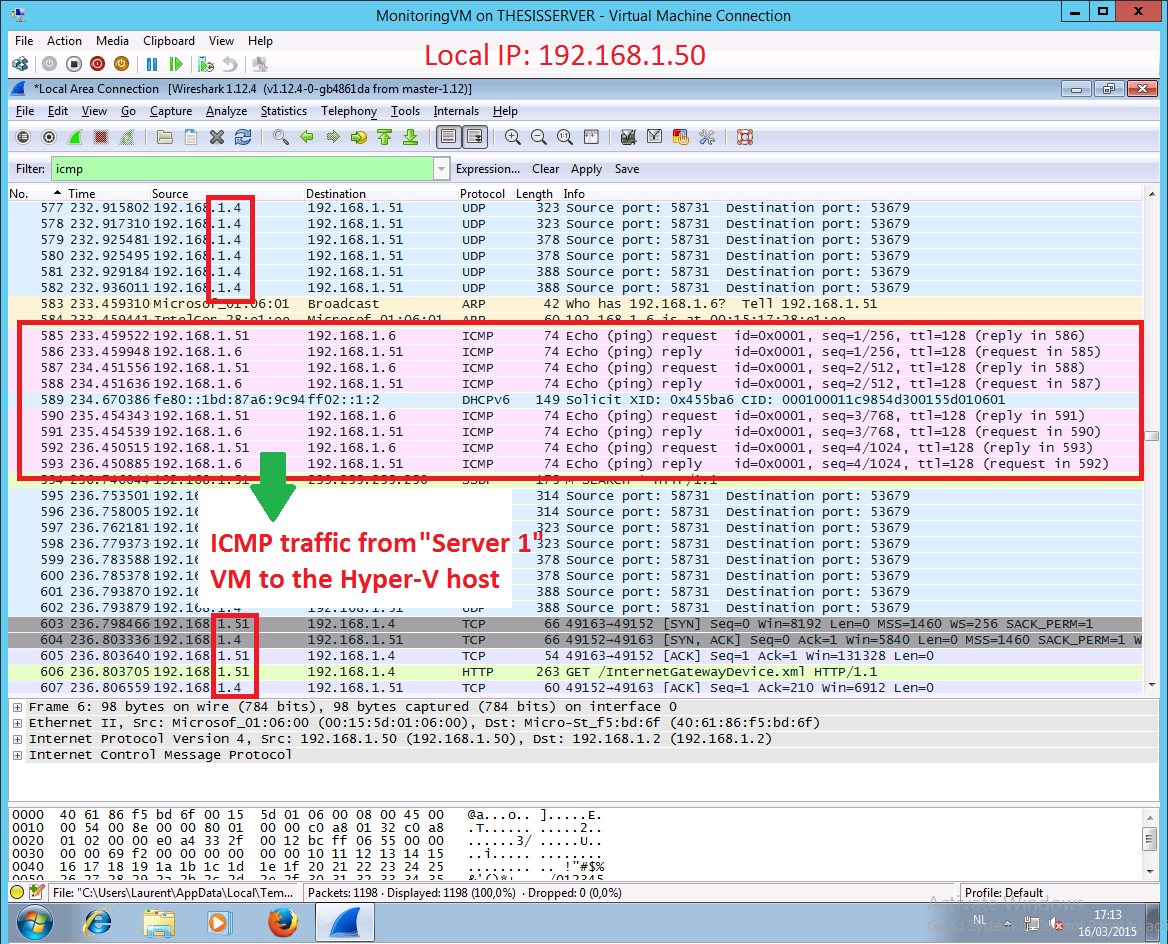 MonitoringVM on THESISSERVER - Virtual Machine Connection
File Action Media Clipboard View Help
Local IP: 192.168.1.50
*Local Area Connection [Wireshark 1.12.4 (v1.12.4-0-gb4861da from master-1.12)]
File Edit View Go Capture Analyze Statistics Telephony Tools Internals Help
Filter: icmp Expression... Clear Apply Save
No. Time Source Destination Protocol Length Info
577 232.915802 192.168.1.4 192.168.1.51 UDP 323 Source port: 58731 Destination port: 53679
578 232.917310 192.168.1.4 192.168.1.51 UDP 323 Source port: 58731 Destination port: 53679
579 232.925481 192.168.1.4 192.168.1.51 UDP 378 Source port: 58731 Destination port: 53679
580 232.925495 192.168.1.4 192.168.1.51 UDP 378 Source port: 58731 Destination port: 53679
581 232.929184 192.168.1.4 192.168.1.51 UDP 388 Source port: 58731 Destination port: 53679
582 232.936011 192.168.1.4 192.168.1.51 UDP 388 Source port: 58731 Destination port: 53679
583 233.459310 Microsof_01:06:01 Broadcast ARP 42 Who has 192.168.1.6? Tell 192.168.1.51
584 233.459441 IntelCor_28:e1:ee Microsof_01:06:01 ARP 60 192.168.1.6 is at 00:15:17:28:e1:ee
585 233.459522 192.168.1.51 192.168.1.6 ICMP 74 Echo (ping) request id=0x0001, seq=1/256, ttl=128 (reply in 586)
586 233.459948 192.168.1.6 192.168.1.51 ICMP 74 Echo (ping) reply id=0x0001, seq=1/256, ttl=128 (request in 585)
587 234.451556 192.168.1.51 192.168.1.6 ICMP 74 Echo (ping) request id=0x0001, seq=2/512, ttl=128 (reply in 588)
588 234.451636 192.168.1.6 192.168.1.51 ICMP 74 Echo (ping) reply id=0x0001, seq=2/512, ttl=128 (request in 587)
589 234.670386 fe80::1bd:87a6:9c94 ff02::1:2 DHCPv6 149 Solicit XID: 0x455ba6 CID: 000100011c9854d300155d010601
590 235.454343 192.168.1.51 192.168.1.6 ICMP 74 Echo (ping) request id=0x0001, seq=3/768, ttl=128 (reply in 591)
591 235.454539 192.168.1.6 192.168.1.51 ICMP 74 Echo (ping) reply id=0x0001, seq=3/768, ttl=128 (request in 590)
592 236.450515 192.168.1.51 192.168.1.6 ICMP 74 Echo (ping) request id=0x0001, seq=4/1024, ttl=128 (reply in 593)
593 236.450885 192.168.1.6 192.168.1.51 ICMP 74 Echo (ping) reply id=0x0001, seq=4/1024, ttl=128 (request in 592)
594 192.168.1.51 239.255.255.250 SSDP 175 M-SEARCH * HTTP/1.1
595 236.753501 192.16 314 Source port: 58731 Destination port: 53679
596 236.758005 192.16 314 Source port: 58731 Destination port: 53679
597 236.762181 192.16 323 Source port: 58731 Destination port: 53679
598 236.779373 192.16 323 Source port: 58731 Destination port: 53679
599 236.783588 192.16 378 Source port: 58731 Destination port: 53679
600 236.785378 192.16 378 Source port: 58731 Destination port: 53679
601 236.793870 192.16 388 Source port: 58731 Destination port: 53679
602 236.793879 192.168.1.4 192.168.1.51 UDP 388 Source port: 58731 Destination port: 53679
ICMP traffic from "Server 1"
VM to the Hyper-V host
603 236.798466 192.168.1.51 192.168.1.4 TCP 66 49163→49152 [SYN] Seq=0 Win=8192 Len=0 MSS=1460 WS=256 SACK_PERM=1
604 236.803336 192.168.1.4 192.168.1.51 TCP 66 49152→49163 [SYN, ACK] Seq=0 Ack=1 Win=5840 Len=0 MSS=1460 SACK_PERM=1 W
605 236.803640 192.168.1.51 192.168.1.4 TCP 54 49163→49152 [ACK] Seq=1 Ack=1 Win=131328 Len=0
606 236.803705 192.168.1.51 192.168.1.4 HTTP 263 GET /InternetGatewayDevice.xml HTTP/1.1
607 236.806559 192.168.1.4 192.168.1.51 TCP 60 49152→49163 [ACK] Seq=1 Ack=210 Win=6912 Len=0
Frame 6: 98 bytes on wire (784 bits), 98 bytes captured (784 bits) on interface 0
Ethernet II, Src: Microsof_01:06:00 (00:15:5d:01:06:00), Dst: Micro-St_f5:bd:6f (40:61:86:f5:bd:6f)
Internet Protocol Version 4, Src: 192.168.1.50 (192.168.1.50), Dst: 192.168.1.2 (192.168.1.2)
Internet Control Message Protocol
0000 40 61 86 f5 bd 6f 00 15 5d 01 06 00 08 00 45 00 @a...o.. ].....E.
0010 00 54 00 8e 00 00 80 01 00 00 c0 a8 01 32 c0 a8 .T...... .....2..
0020 01 02 00 00 e0 a4 33 2f 00 12 bc ff 06 55 00 00 ......3/ .....U..
0030 00 00 69 f2 00 00 00 00 00 00 10 11 12 13 14 15 ..i..... ........
0040 16 17 18 19 1a 1b 1c 1d 1e 1f 20 21 22 23 24 25 ........ .. !"#$%
0050 26 27 28 29 2a 2b 2c 2d 2e 2f 30 31 32 33 34 35 &'()*+,- ./012345
File: "C:\Users\Laurent\AppData\Local\Tem... Packets: 1198 · Displayed: 1198 (100,0%) · Dropped: 0 (0,0%) Profile: Default
Activate Windows
NL
17:13
16/03/2015